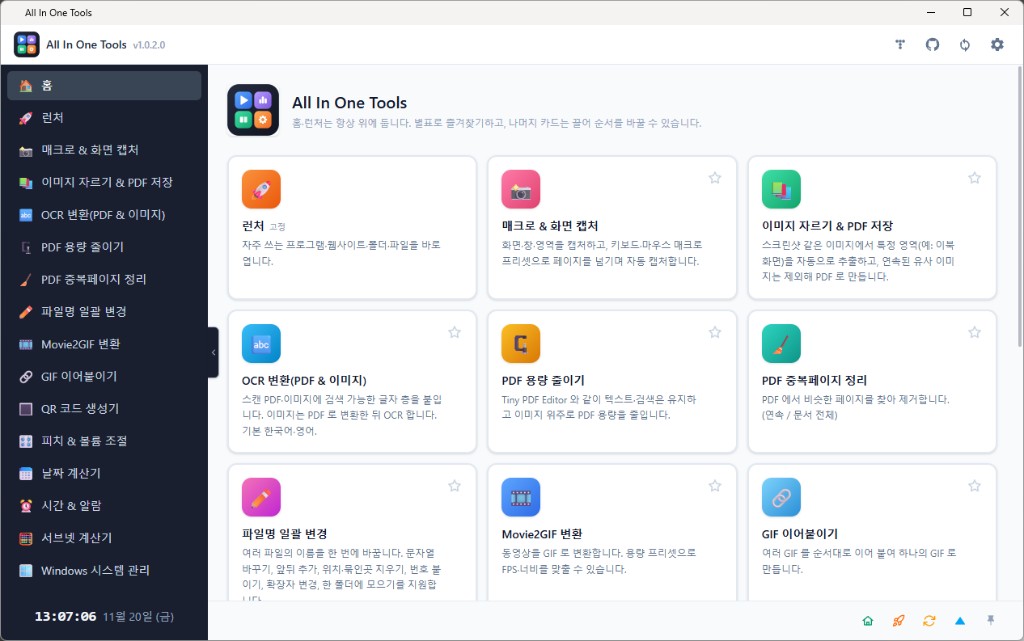 All In One Tools
All In One Tools v1.0.2.0
홈
런처
매크로 & 화면 캡처
이미지 자르기 & PDF 저장
OCR 변환(PDF & 이미지)
PDF 용량 줄이기
PDF 중복페이지 정리
파일명 일괄 변경
Movie2GIF 변환
GIF 이어붙이기
QR 코드 생성기
피치 & 볼륨 조절
날짜 계산기
시간 & 알람
서브넷 계산기
Windows 시스템 관리
13:07:06 11월 20일 (금)
All In One Tools
홈·런처는 항상 위에 둡니다. 별표로 즐겨찾기하고, 나머지 카드는 끌어 순서를 바꿀 수 있습니다.
런처 고정
자주 쓰는 프로그램·웹사이트·폴더·파일을 바로
엽니다.
매크로 & 화면 캡처
화면·창·영역을 캡처하고, 키보드·마우스 매크로
프리셋으로 페이지를 넘기며 자동 캡처합니다.
이미지 자르기 & PDF 저장
스크린샷 같은 이미지에서 특정 영역(예: 이북
화면)을 자동으로 추출하고, 연속된 유사 이미
지는 제외해 PDF 로 만듭니다.
abc
OCR 변환(PDF & 이미지)
스캔 PDF·이미지에 검색 가능한 글자 층을 붙입
니다. 이미지는 PDF 로 변환한 뒤 OCR 합니다.
기본 한국어·영어.
PDF 용량 줄이기
Tiny PDF Editor 와 같이 텍스트·검색은 유지하
고 이미지 위주로 PDF 용량을 줄입니다.
PDF 중복페이지 정리
PDF 에서 비슷한 페이지를 찾아 제거합니다.
(연속 / 문서 전체)
파일명 일괄 변경
여러 파일의 이름을 한 번에 바꿉니다. 문자열
바꾸기, 앞뒤 추가, 위치·묶인곳 지우기, 번호 붙
이기, 확장자 변경, 한 폴더에 모으기를 지원합
니다.
Movie2GIF 변환
동영상을 GIF 로 변환합니다. 용량 프리셋으로
FPS·너비를 맞출 수 있습니다.
GIF 이어붙이기
여러 GIF 를 순서대로 이어 붙여 하나의 GIF 로
만듭니다.